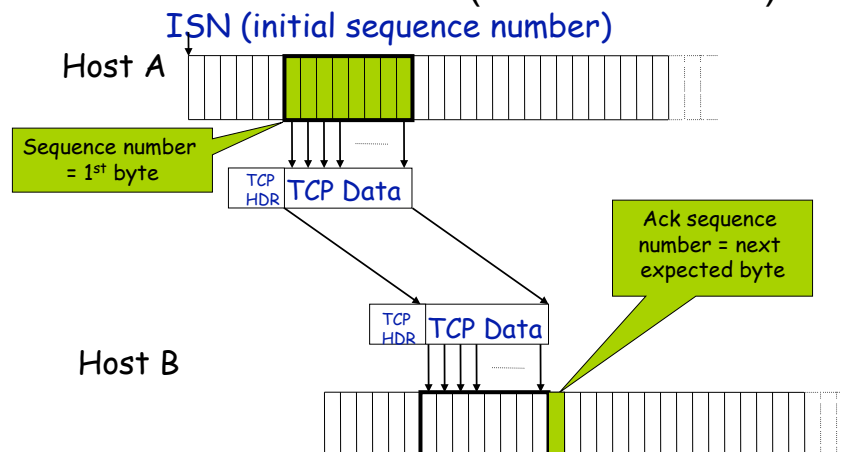 ISN (initial sequence number)
Host A
Sequence number
= 1st byte
TCP
HDR
TCP Data
Ack sequence
number = next
expected byte
TCP
HDR
TCP Data
Host B